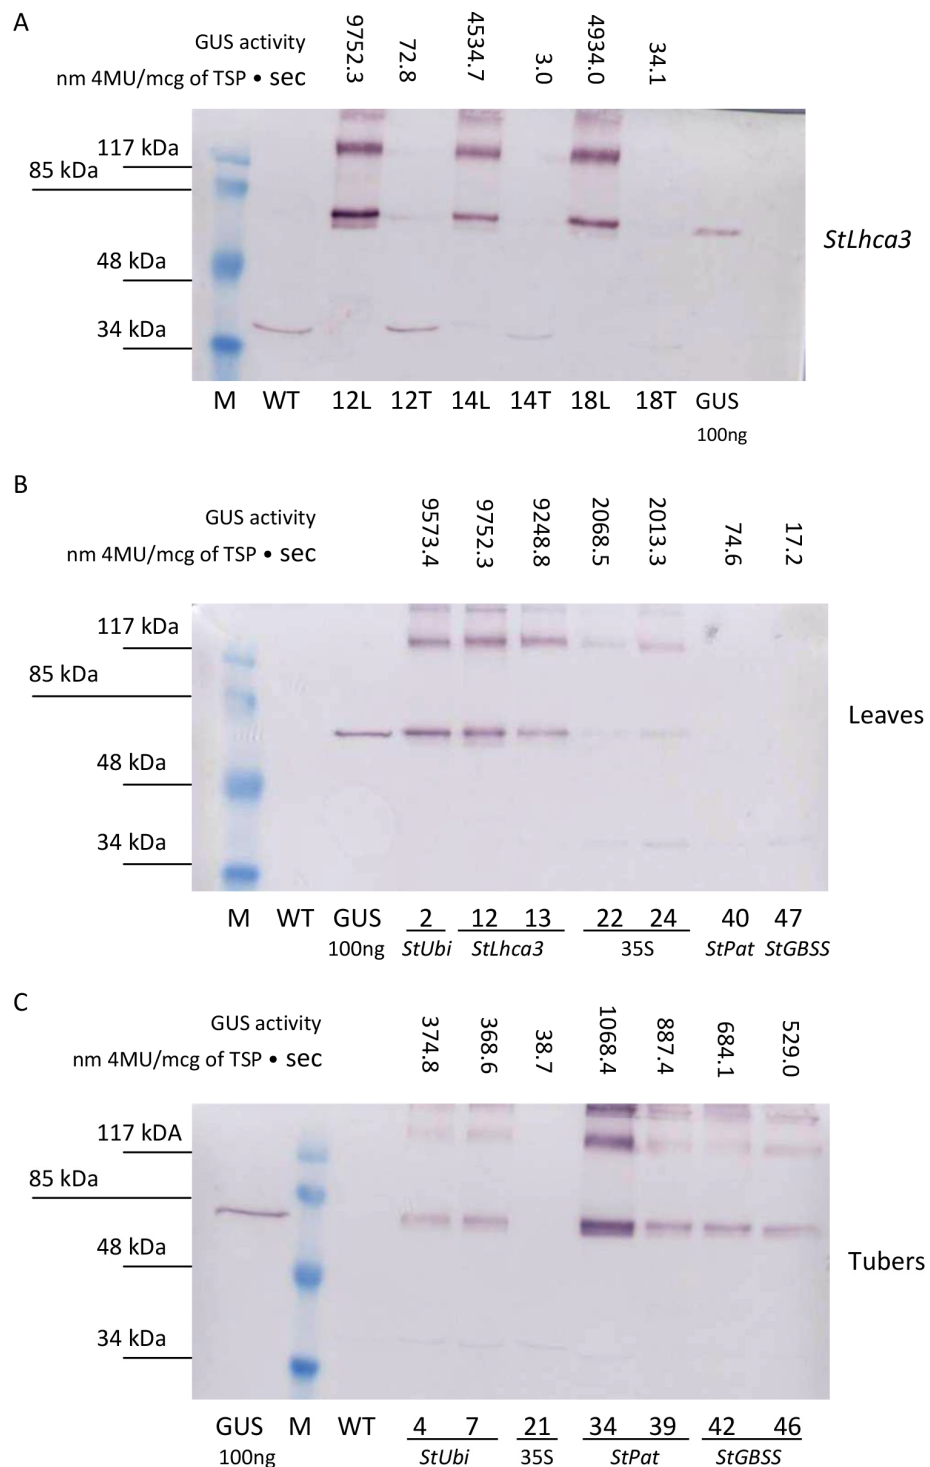 A
GUS activity
nm 4MU/mcg of TSP • sec
9752.3 72.8 4534.7 3.0 4934.0 34.1
117 kDa
85 kDa
48 kDa
34 kDa
StLhca3
M WT 12L 12T 14L 14T 18L 18T GUS
100ng
B
GUS activity
nm 4MU/mcg of TSP • sec
9573.4 9752.3 9248.8 2068.5 2013.3 74.6 17.2
117 kDa
85 kDa
Leaves
48 kDa
34 kDa
M WT GUS 2 12 13 22 24 40 47
100ng StUbi StLhca3 35S StPat StGBSS
C
GUS activity
nm 4MU/mcg of TSP • sec
374.8 368.6 38.7 1068.4 887.4 684.1 529.0
117 kDA
85 kDa
48 kDa
Tubers
34 kDa
GUS M WT 4 7 21 34 39 42 46
100ng StUbi 35S StPat StGBSS